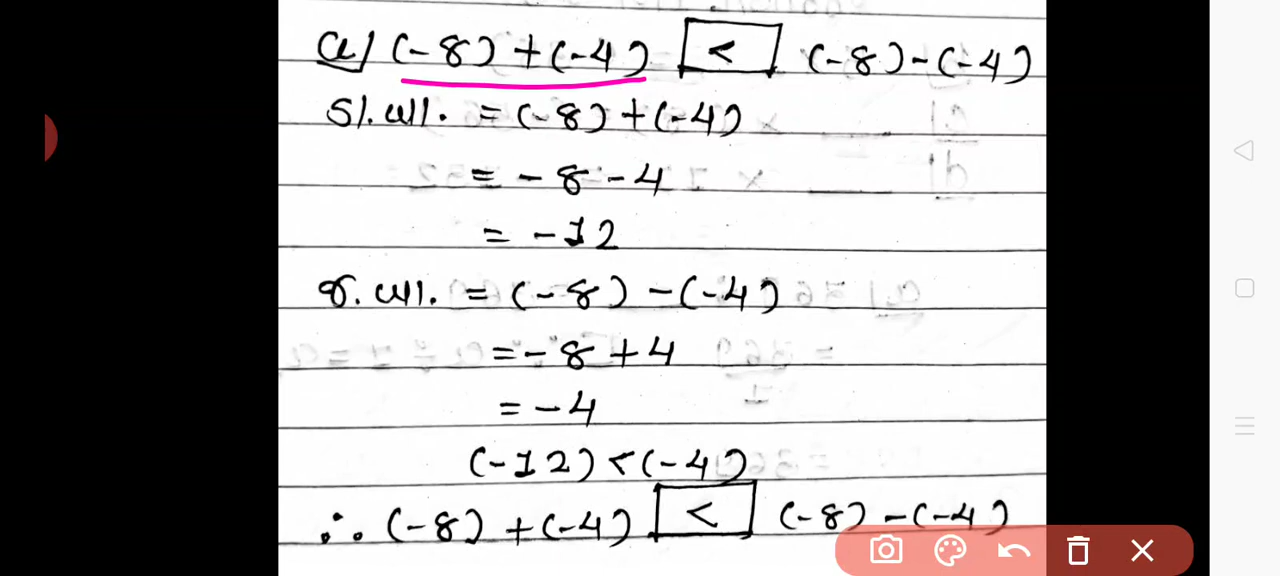 a) (-8) + (-4) < (-8) - (-4)
ડા.બા. = (-8) + (-4)
= -8 - 4
= -12
જ.બા. = (-8) - (-4)
= -8 + 4
= -4
(-12) < (-4)
∴ (-8) + (-4) < (-8) - (-4)